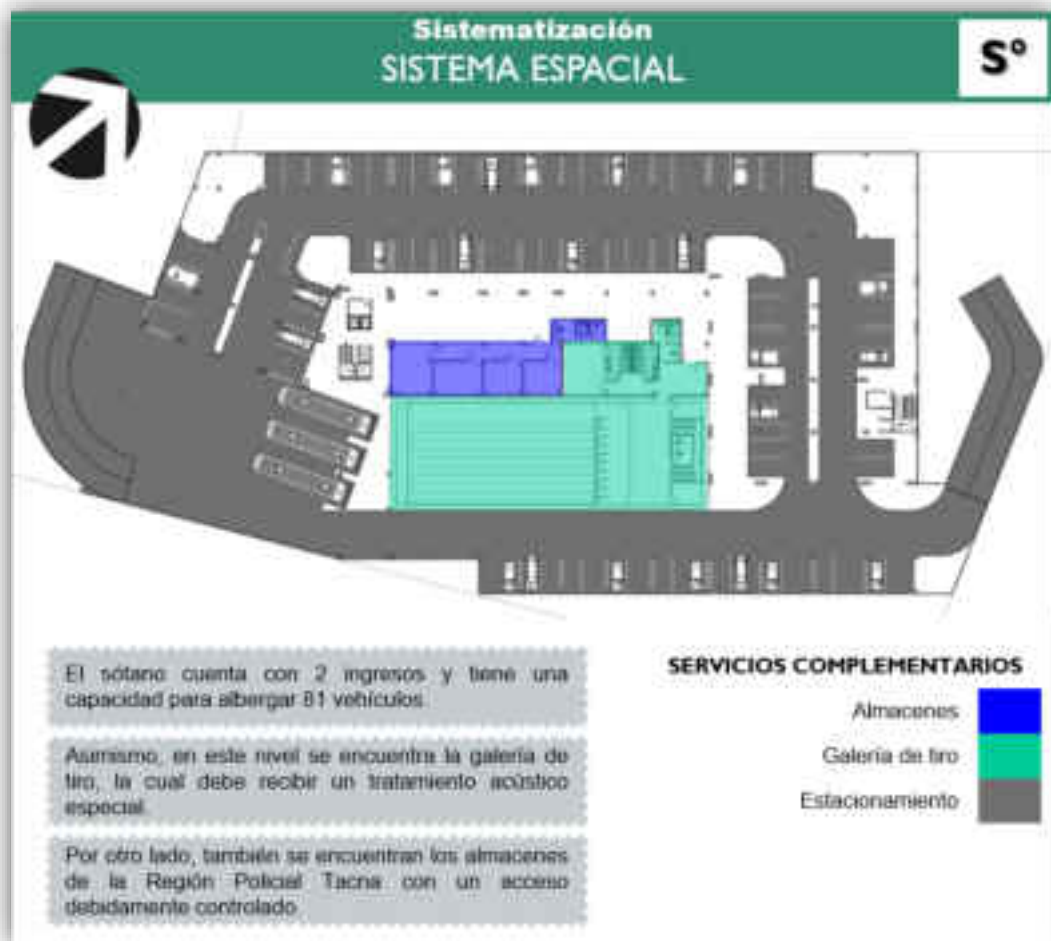 Sistematización
SISTEMA ESPACIAL
S°
El sótano cuenta con 2 ingresos y tiene una
capacidad para albergar 81 vehículos.
Asimismo, en este nivel se encuentra la galería de
tiro, la cual debe recibir un tratamiento acústico
especial.
Por otro lado, también se encuentran los almacenes
de la Región Policial Tacna con un acceso
debidamente controlado.
SERVICIOS COMPLEMENTARIOS
Almacenes
Galería de tiro
Estacionamiento